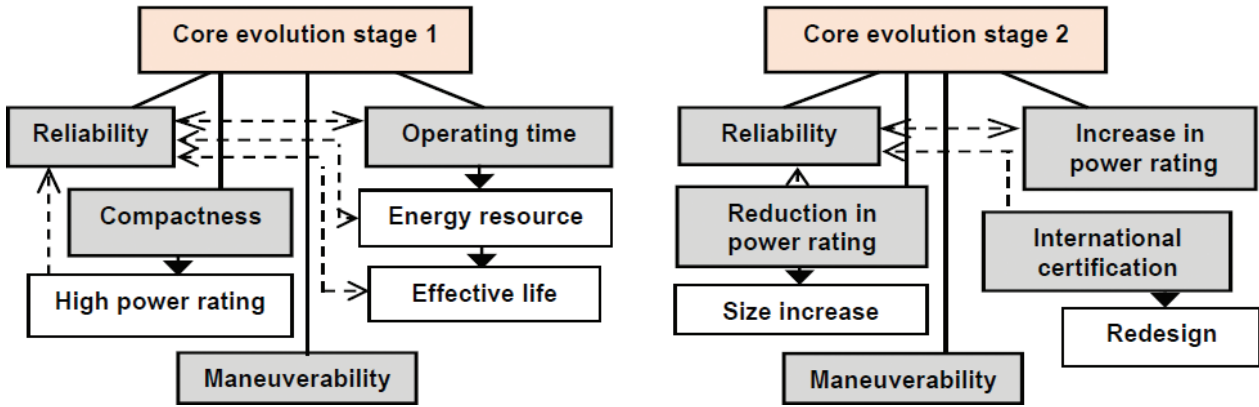 Core evolution stage 1
Reliability
Operating time
Compactness
Energy resource
High power rating
Effective life
Maneuverability
Core evolution stage 2
Reliability
Increase in
power rating
Reduction in
power rating
International
certification
Size increase
Redesign
Maneuverability